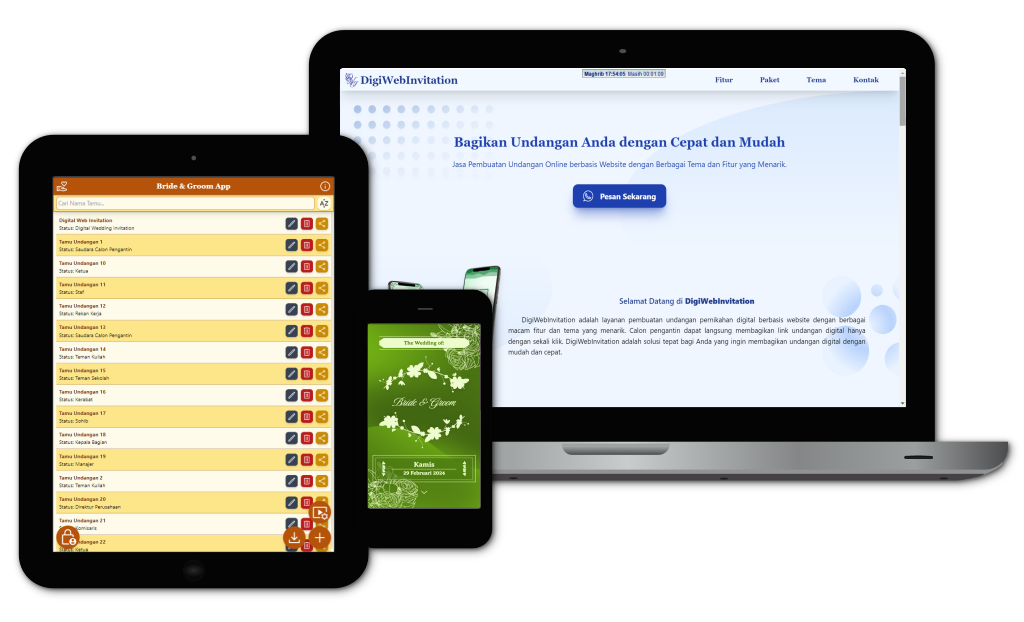 DigiWebInvitation
Maghrib 17:54:05 Masih 00:01:09
Fitur
Paket
Tema
Kontak
Bagikan Undangan Anda dengan Cepat dan Mudah
Jasa Pembuatan Undangan Online berbasis Website dengan Berbagai Tema dan Fitur yang Menarik.
Pesan Sekarang
Selamat Datang di DigiWebInvitation
DigiWebInvitation adalah layanan pembuatan undangan pernikahan digital berbasis website dengan berbagai
macam fitur dan tema yang menarik. Calon pengantin dapat langsung membagikan link undangan digital hanya
dengan sekali klik. DigiWebInvitation adalah solusi tepat bagi Anda yang ingin membagikan undangan digital dengan
mudah dan cepat.
Bride & Groom App
Cari Nama Tamu...
AZ
Digital Web Invitation
Status: Digital Wedding Invitation
Tamu Undangan 1
Status: Saudara Calon Pengantin
Tamu Undangan 10
Status: Ketua
Tamu Undangan 11
Status: Staf
Tamu Undangan 12
Status: Rekan Kerja
Tamu Undangan 13
Status: Saudara Calon Pengantin
Tamu Undangan 14
Status: Teman Kuliah
Tamu Undangan 15
Status: Teman Sekolah
Tamu Undangan 16
Status: Kerabat
Tamu Undangan 17
Status: Sohib
Tamu Undangan 18
Status: Kepala Bagian
Tamu Undangan 19
Status: Manajer
Tamu Undangan 2
Status: Teman Kuliah
Tamu Undangan 20
Status: Direktur Perusahaan
Tamu Undangan 21
Komisaris
Undangan 22
Ketua
The Wedding of:
Bride & Groom
Kamis
29 Februari 2024